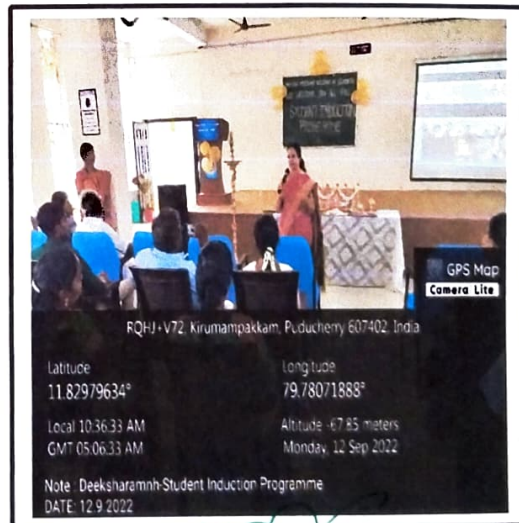 STUDENT INDUCTION
PROGRAMME
GPS Map
Camera Lite
RQHJ+V72, Kirumampakkam, Puducherry 607402, India
Latitude
11.82979634°
Longitude
79.78071888°
Local 10:36:33 AM
GMT 05:06:33 AM
Altitude -67.85 meters
Monday, 12 Sep 2022
Note : Deeksharamnh-Student Induction Programme
DATE: 12.9.2022